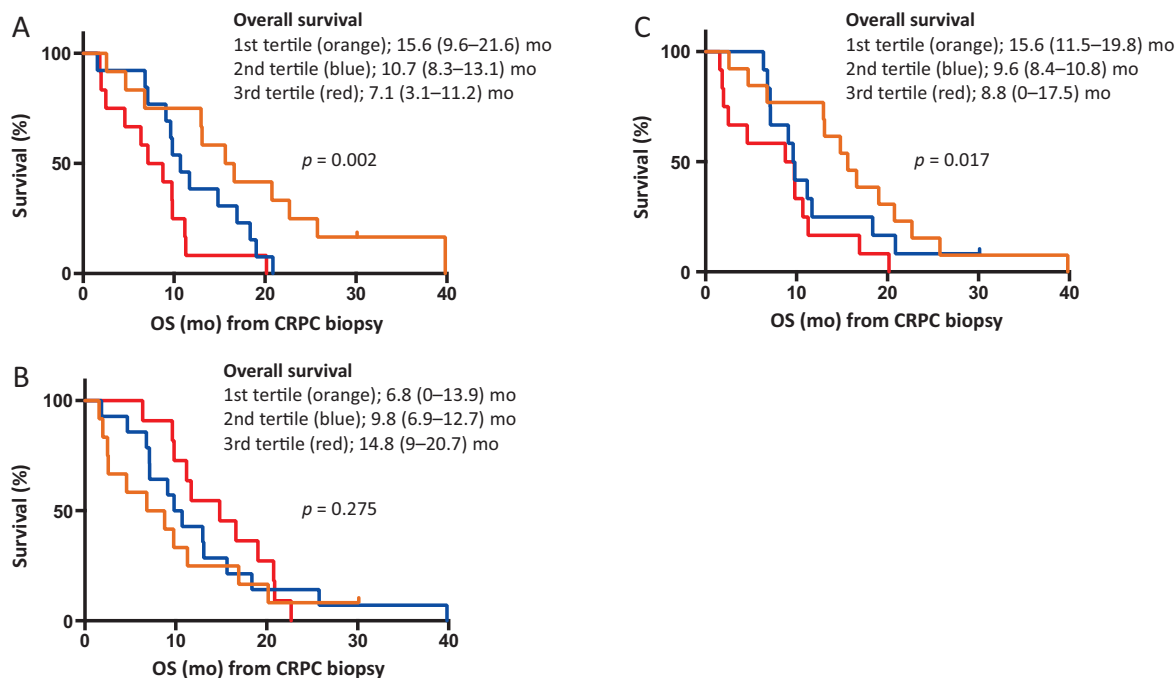 A
Overall survival
1st tertile (orange); 15.6 (9.6–21.6) mo
2nd tertile (blue); 10.7 (8.3–13.1) mo
3rd tertile (red); 7.1 (3.1–11.2) mo
p = 0.002
Survival (%)
100
50
0
0 10 20 30 40
OS (mo) from CRPC biopsy
B
Overall survival
1st tertile (orange); 6.8 (0–13.9) mo
2nd tertile (blue); 9.8 (6.9–12.7) mo
3rd tertile (red); 14.8 (9–20.7) mo
p = 0.275
Survival (%)
100
50
0
0 10 20 30 40
OS (mo) from CRPC biopsy
C
Overall survival
1st tertile (orange); 15.6 (11.5–19.8) mo
2nd tertile (blue); 9.6 (8.4–10.8) mo
3rd tertile (red); 8.8 (0–17.5) mo
p = 0.017
Survival (%)
100
50
0
0 10 20 30 40
OS (mo) from CRPC biopsy